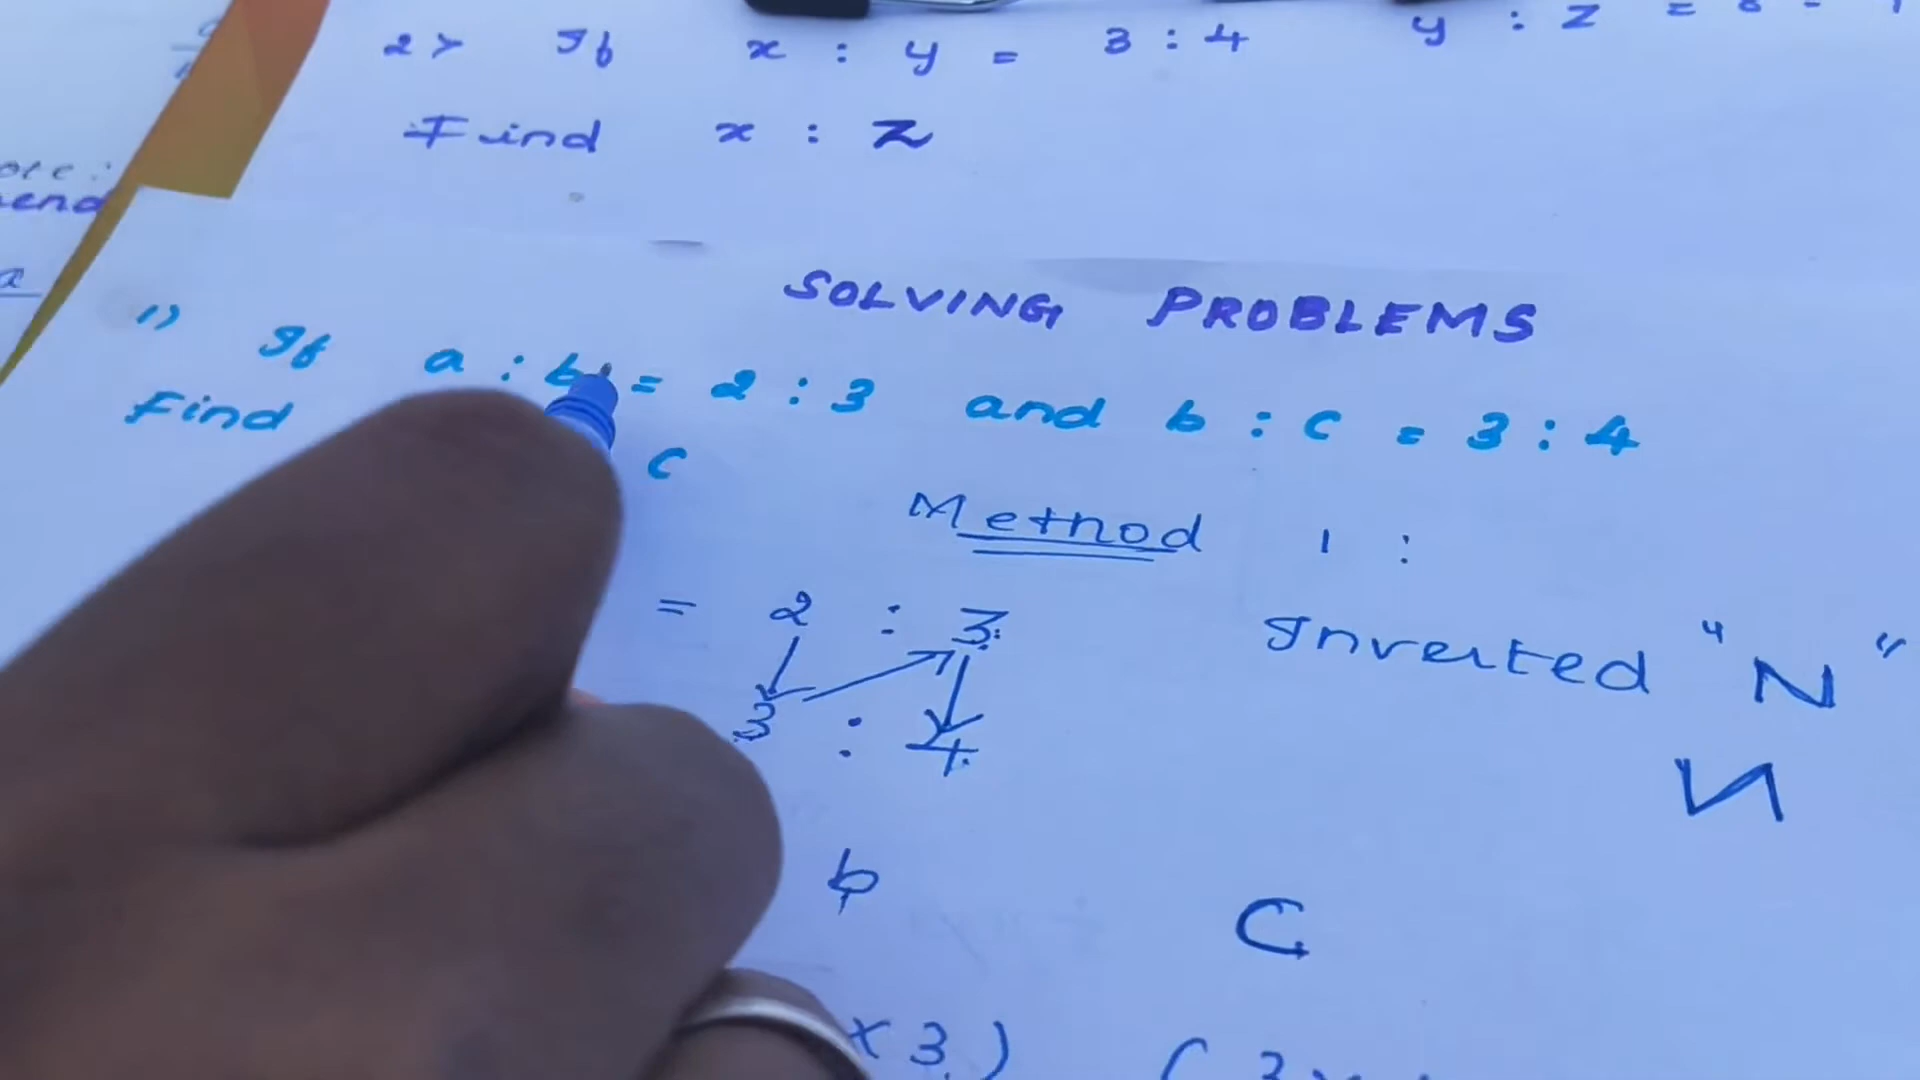 2> If x : y = 3 : 4 y : z =
Find x : z
SOLVING PROBLEMS
1) If a : b = 2 : 3 and b : c = 3 : 4
Find c
Method 1 :
= 2 : 3
Inverted "N"
3 : 4
И
b c
× 3 ) (